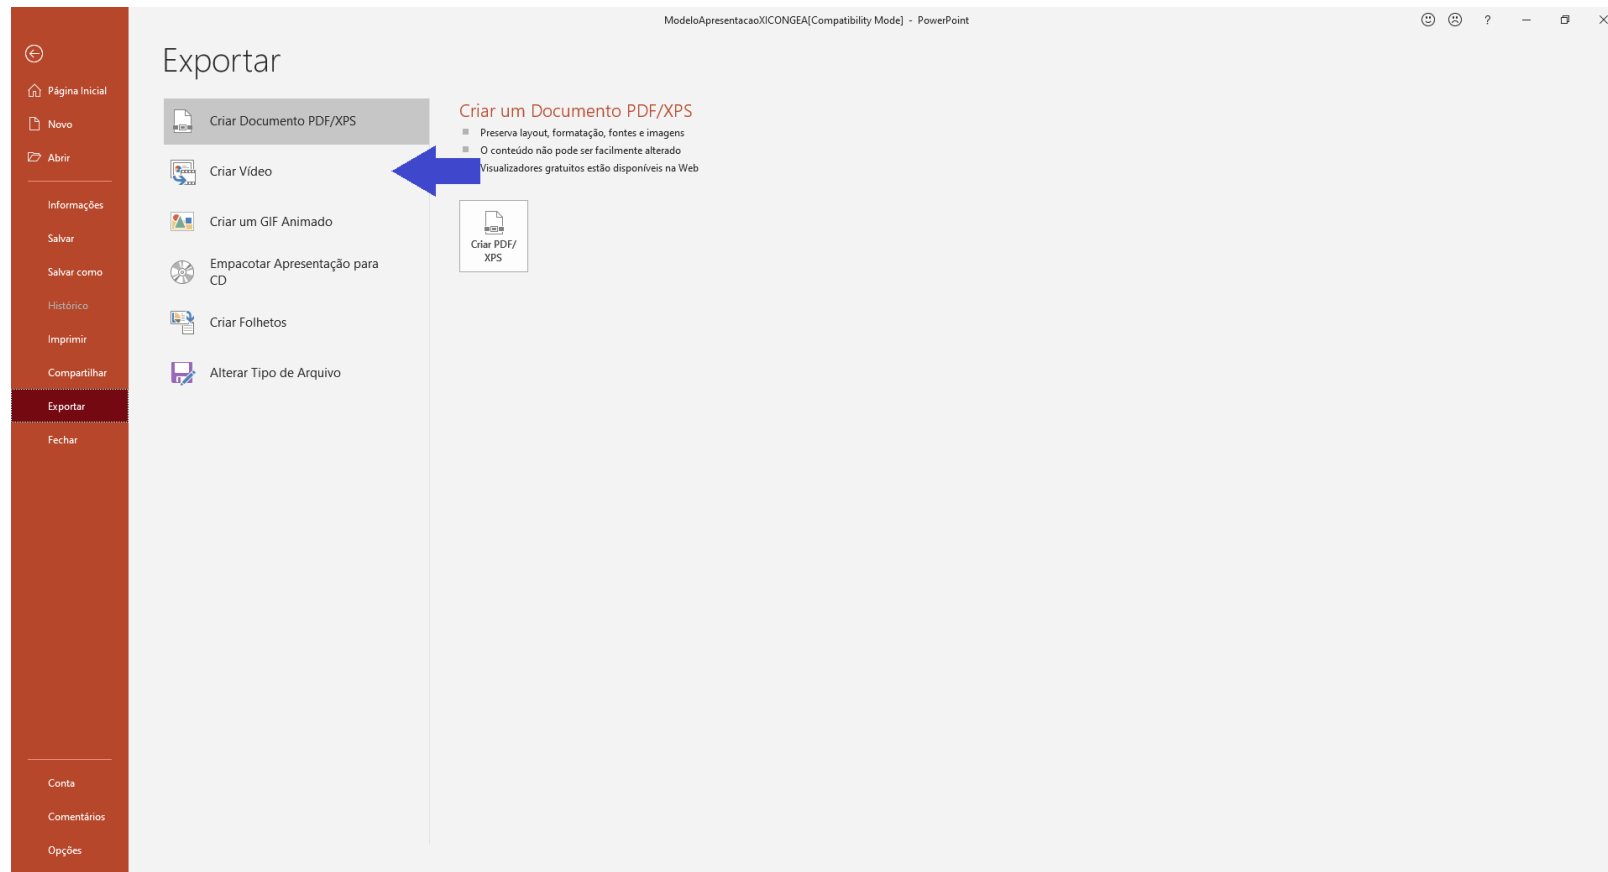 ModeloApresentacaoXICONGEA[Compatibility Mode] - PowerPoint
?
Página Inicial
Novo
Abrir
Informações
Salvar
Salvar como
Histórico
Imprimir
Compartilhar
Exportar
Fechar
Conta
Comentários
Opções
Exportar
Criar Documento PDF/XPS
Criar Vídeo
Criar um GIF Animado
Empacotar Apresentação para
CD
Criar Folhetos
Alterar Tipo de Arquivo
Criar um Documento PDF/XPS
Preserva layout, formatação, fontes e imagens
O conteúdo não pode ser facilmente alterado
Visualizadores gratuitos estão disponíveis na Web
Criar PDF/
XPS